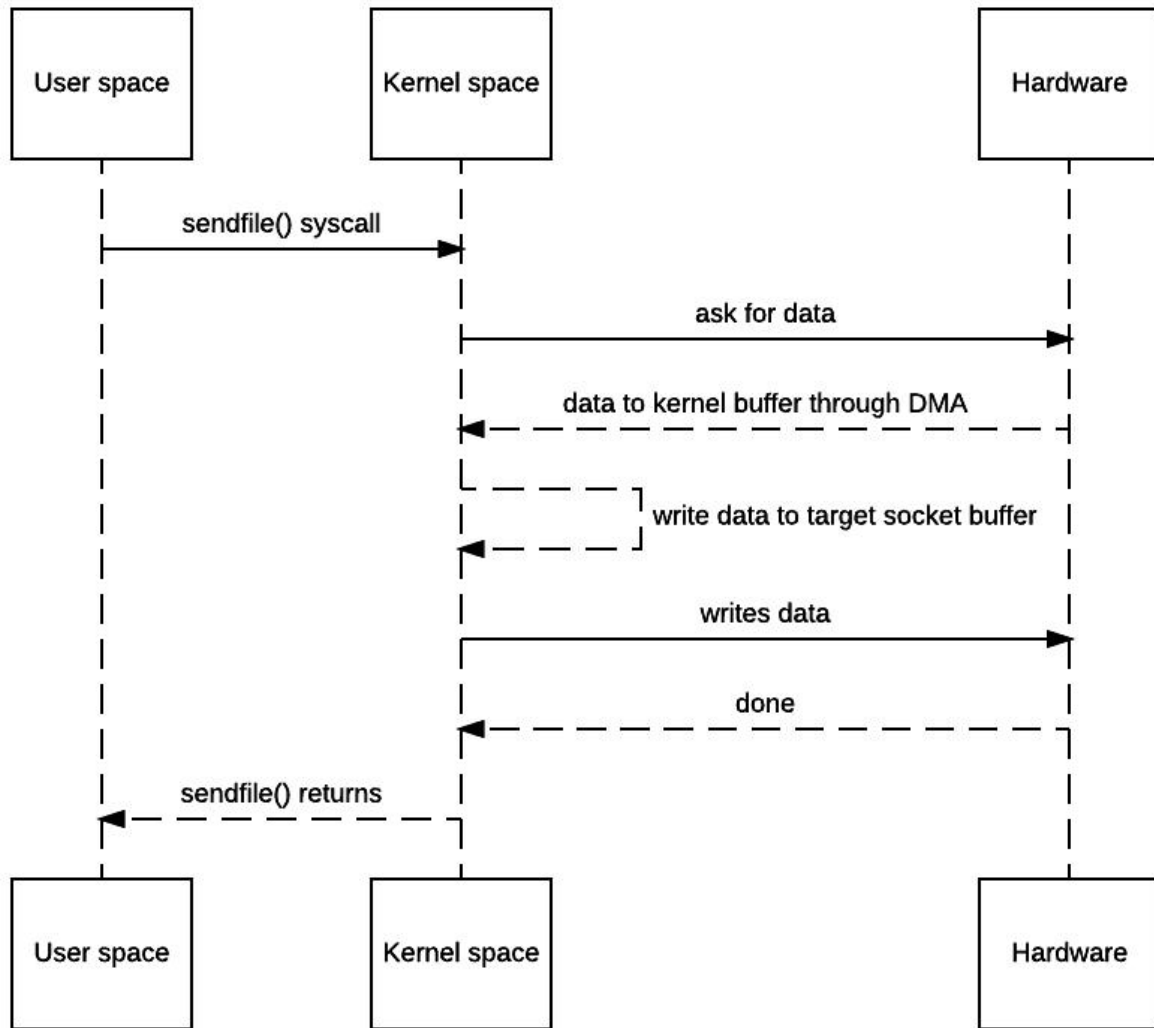 User space
Kernel space
Hardware
sendfile() syscall
ask for data
data to kernel buffer through DMA
write data to target socket buffer
writes data
done
sendfile() returns
User space
Kernel space
Hardware